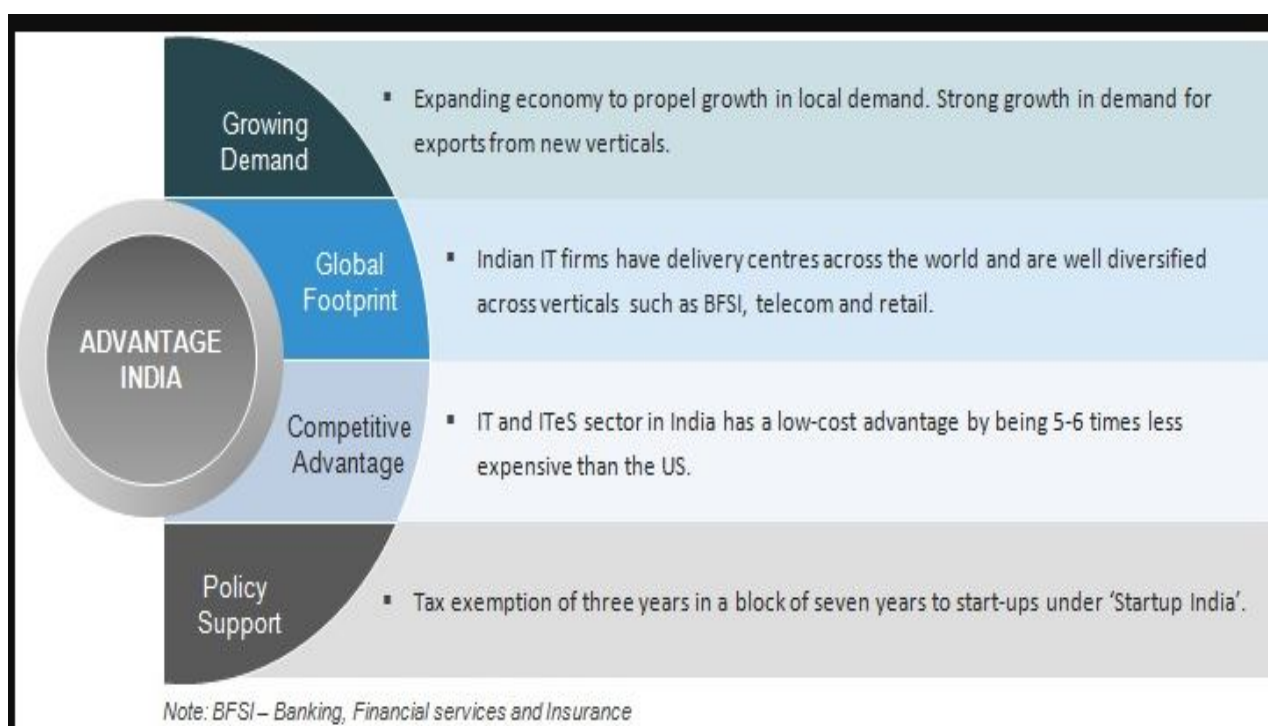 ADVANTAGE
INDIA
Growing
Demand
▪ Expanding economy to propel growth in local demand. Strong growth in demand for
exports from new verticals.
Global
Footprint
▪ Indian IT firms have delivery centres across the world and are well diversified
across verticals such as BFSI, telecom and retail.
Competitive
Advantage
▪ IT and ITeS sector in India has a low-cost advantage by being 5-6 times less
expensive than the US.
Policy
Support
▪ Tax exemption of three years in a block of seven years to start-ups under ‘Startup India’.
Note: BFSI – Banking, Financial services and Insurance